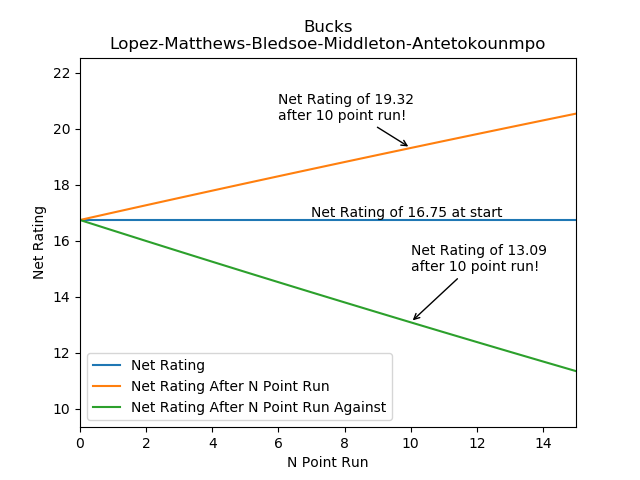 Bucks
Lopez-Matthews-Bledsoe-Middleton-Antetokounmpo
22
20
18
16
14
12
10
Net Rating
Net Rating of 19.32
after 10 point run!
Net Rating of 16.75 at start
Net Rating of 13.09
after 10 point run!
Net Rating
Net Rating After N Point Run
Net Rating After N Point Run Against
0 2 4 6 8 10 12 14
N Point Run